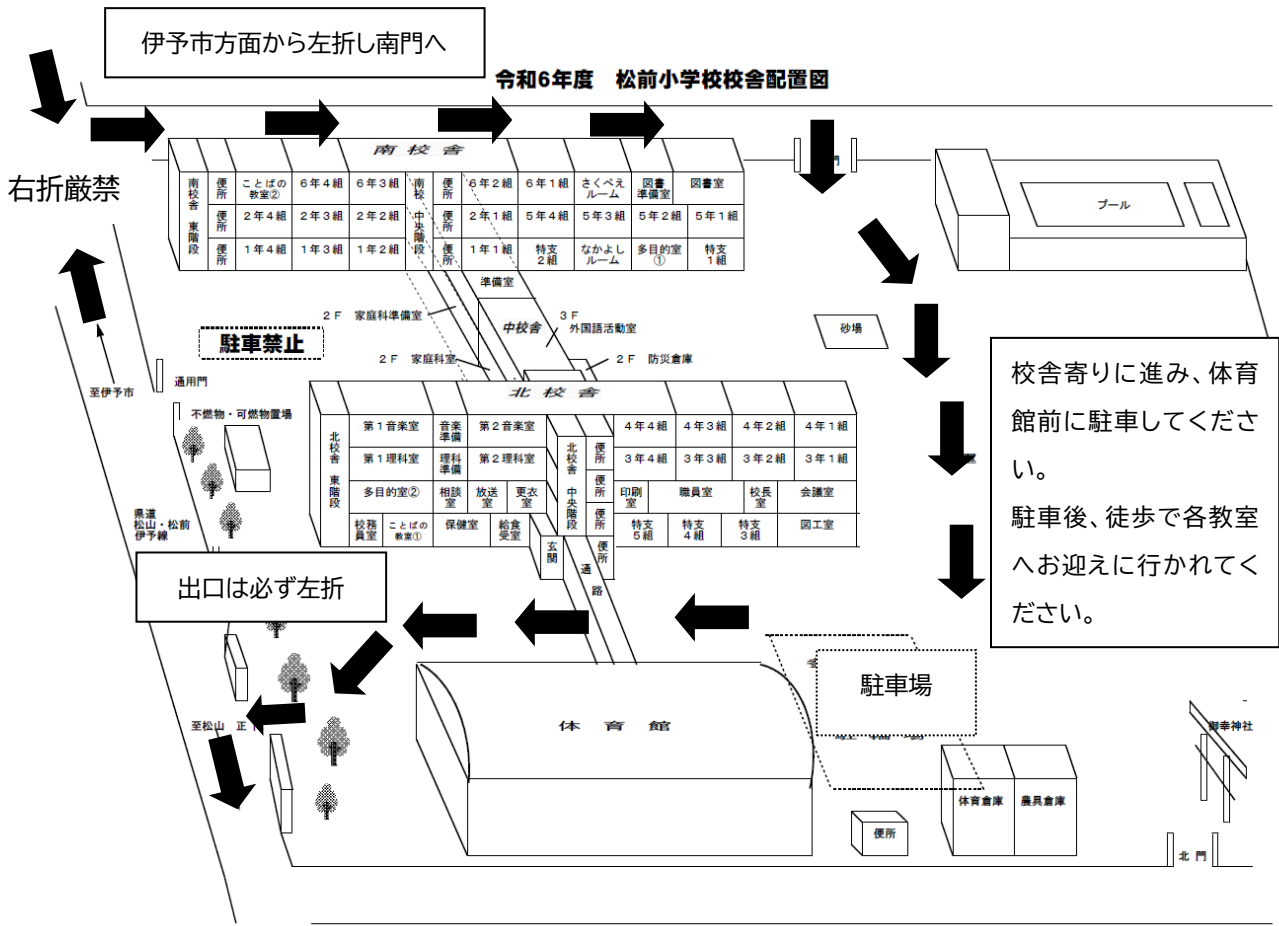 伊予市方面から左折し南門へ
令和6年度 松前小学校校舎配置図
右折厳禁
南校舎
南校舎 東階段
便所
ことばの教室②
6年4組
6年3組
南校
便所
6年2組
6年1組
さくべえルーム
図書準備室
図書室
便所
2年4組
2年3組
2年2組
中央階段
便所
2年1組
5年4組
5年3組
5年2組
5年1組
便所
1年4組
1年3組
1年2組
便所
1年1組
特支2組
なかよしルーム
多目的室①
特支1組
門
プール
準備室
2F 家庭科準備室
中校舎
3F 外国語活動室
2F 家庭科室
2F 防災倉庫
砂場
駐車禁止
至伊予市
通用門
不燃物・可燃物置場
校舎寄りに進み、体育
館前に駐車してくださ
い。
駐車後、徒歩で各教室
へお迎えに行かれてく
ださい。
北校舎
北校舎 東階段
第1音楽室
音楽準備
第2音楽室
北校舎 中央階段
便所
4年4組
4年3組
4年2組
4年1組
第1理科室
理科準備
第2理科室
便所
3年4組
3年3組
3年2組
3年1組
多目的室②
相談室
放送室
更衣室
便所
印刷室
職員室
校長室
会議室
校務員室
ことばの教室①
保健室
給食受室
玄関
便所
特支5組
特支4組
特支3組
図工室
通路
県道
松山・松前
伊予線
出口は必ず左折
駐車場
至松山 正
体育館
体育倉庫
農具倉庫
便所
御幸神社
北門